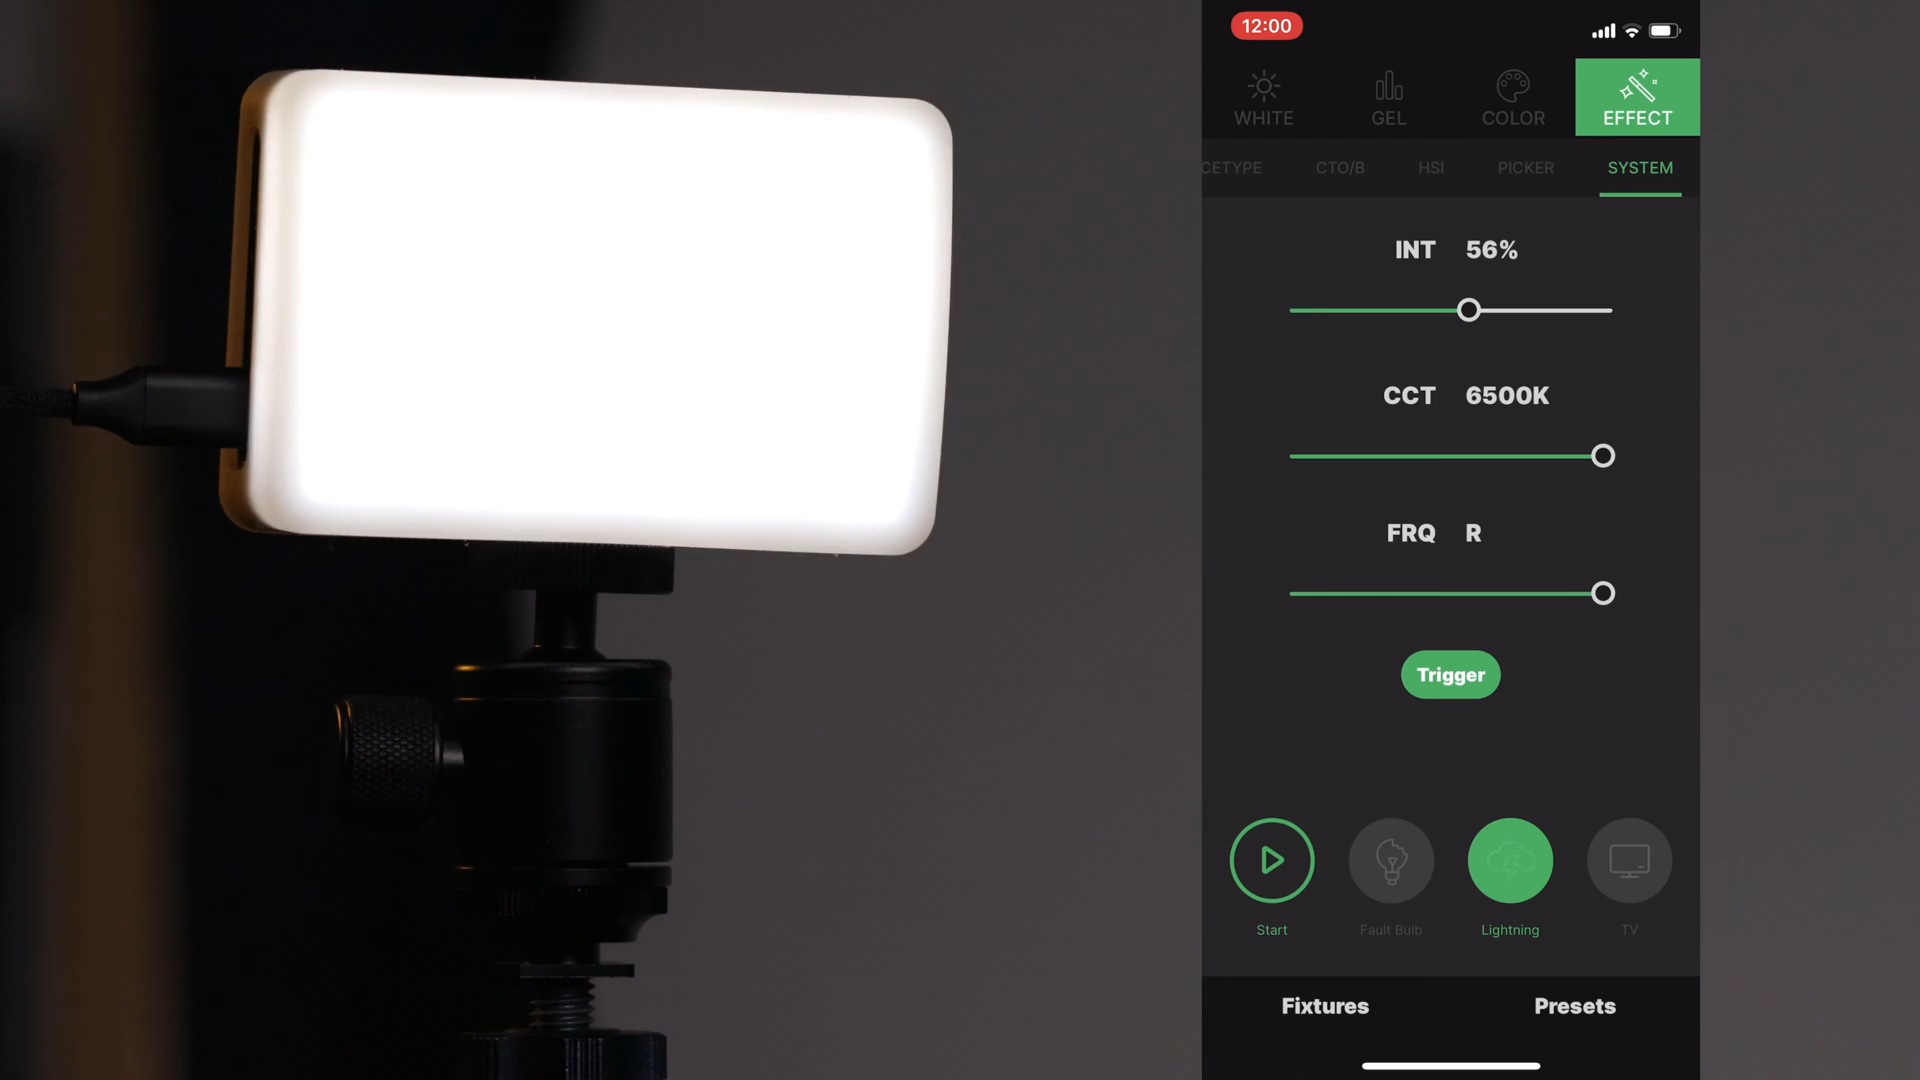 12:00
WHITE GEL COLOR EFFECT
CETYPE CTO/B HSI PICKER SYSTEM
INT 56%
CCT 6500K
FRQ R
Trigger
Start Fault Bulb Lightning TV
Fixtures Presets